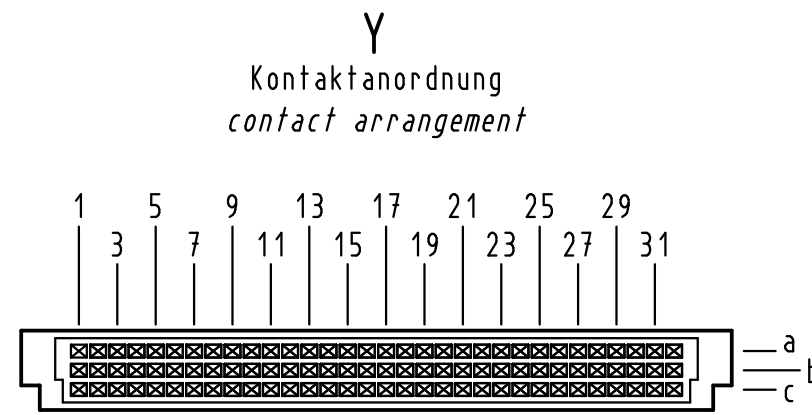 Y
Kontaktanordnung
contact arrangement
1 5 9 13 17 21 25 29
3 7 11 15 19 23 27 31
a
b
c